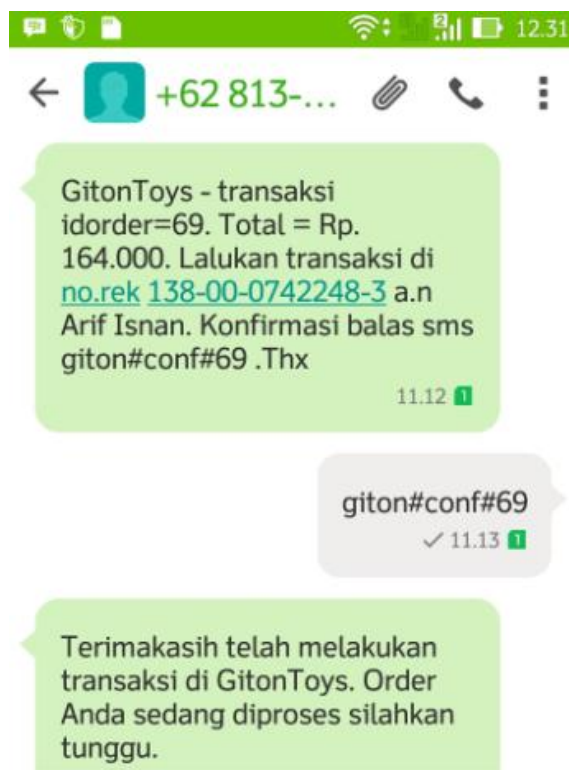 12.31
+62 813-...
GitonToys - transaksi
idorder=69. Total = Rp.
164.000. Lalukan transaksi di
no.rek 138-00-0742248-3 a.n
Arif Isnan. Konfirmasi balas sms
giton#conf#69 .Thx
11.12 1
giton#conf#69
11.13 1
Terimakasih telah melakukan
transaksi di GitonToys. Order
Anda sedang diproses silahkan
tunggu.